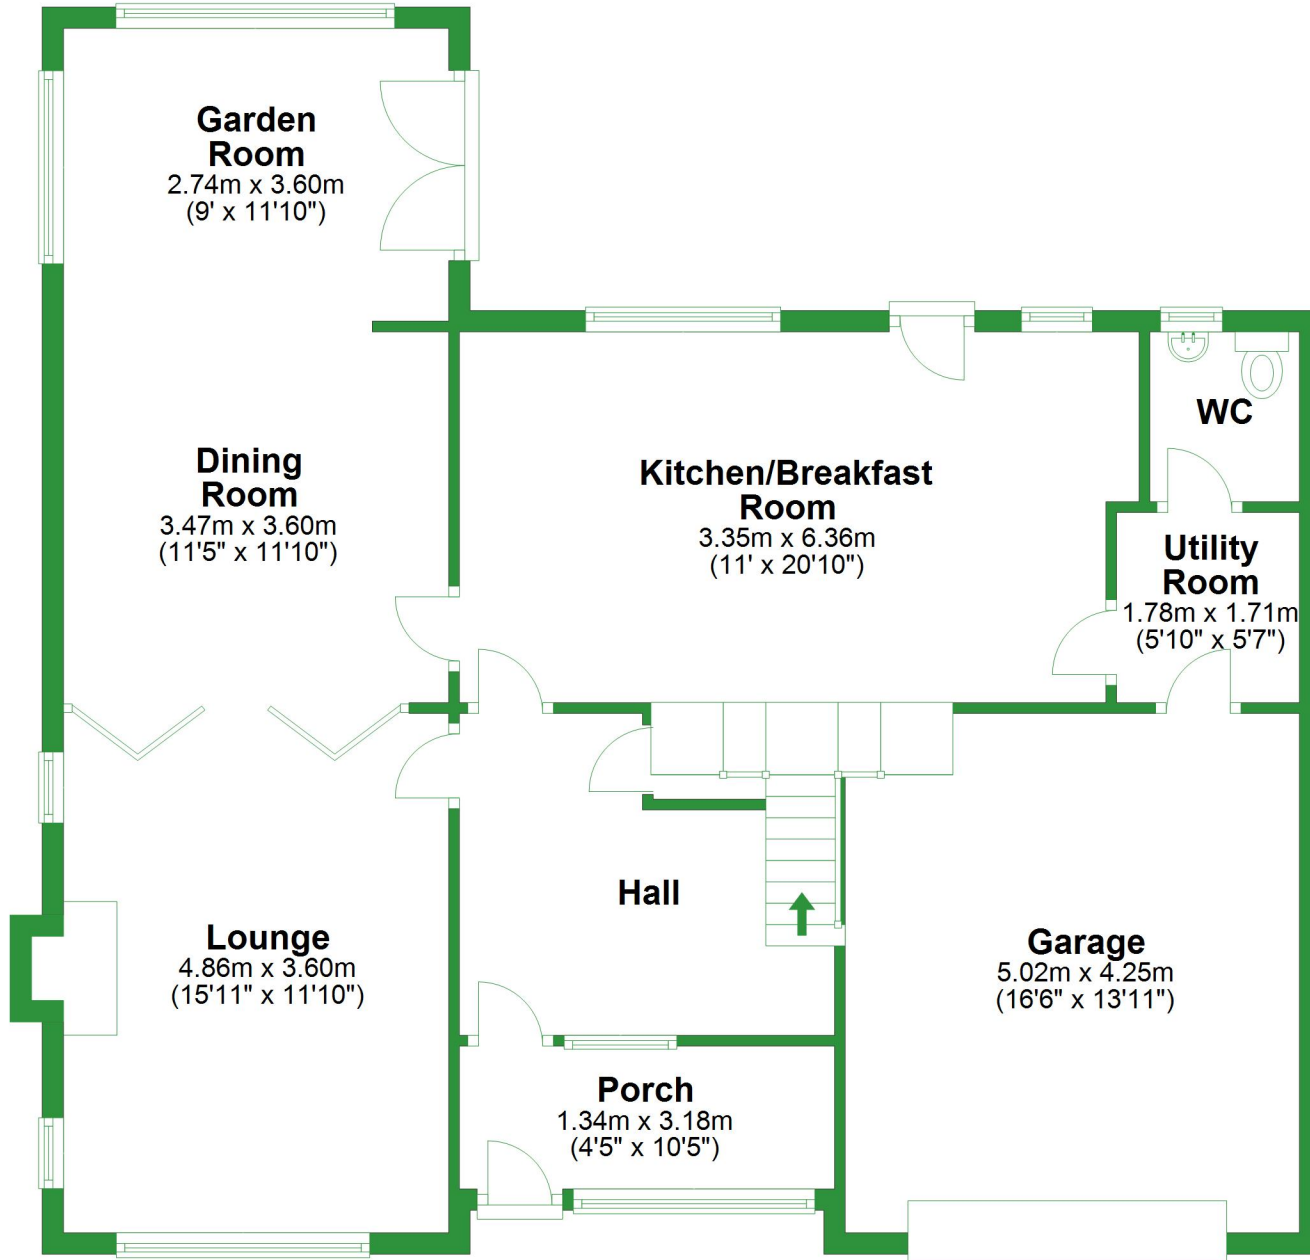 Garden
Room
2.74m x 3.60m
(9' x 11'10")
Dining
Room
3.47m x 3.60m
(11'5" x 11'10")
Kitchen/Breakfast
Room
3.35m x 6.36m
(11' x 20'10")
WC
Utility
Room
1.78m x 1.71m
(5'10" x 5'7")
Hall
Lounge
4.86m x 3.60m
(15'11" x 11'10")
Garage
5.02m x 4.25m
(16'6" x 13'11")
Porch
1.34m x 3.18m
(4'5" x 10'5")